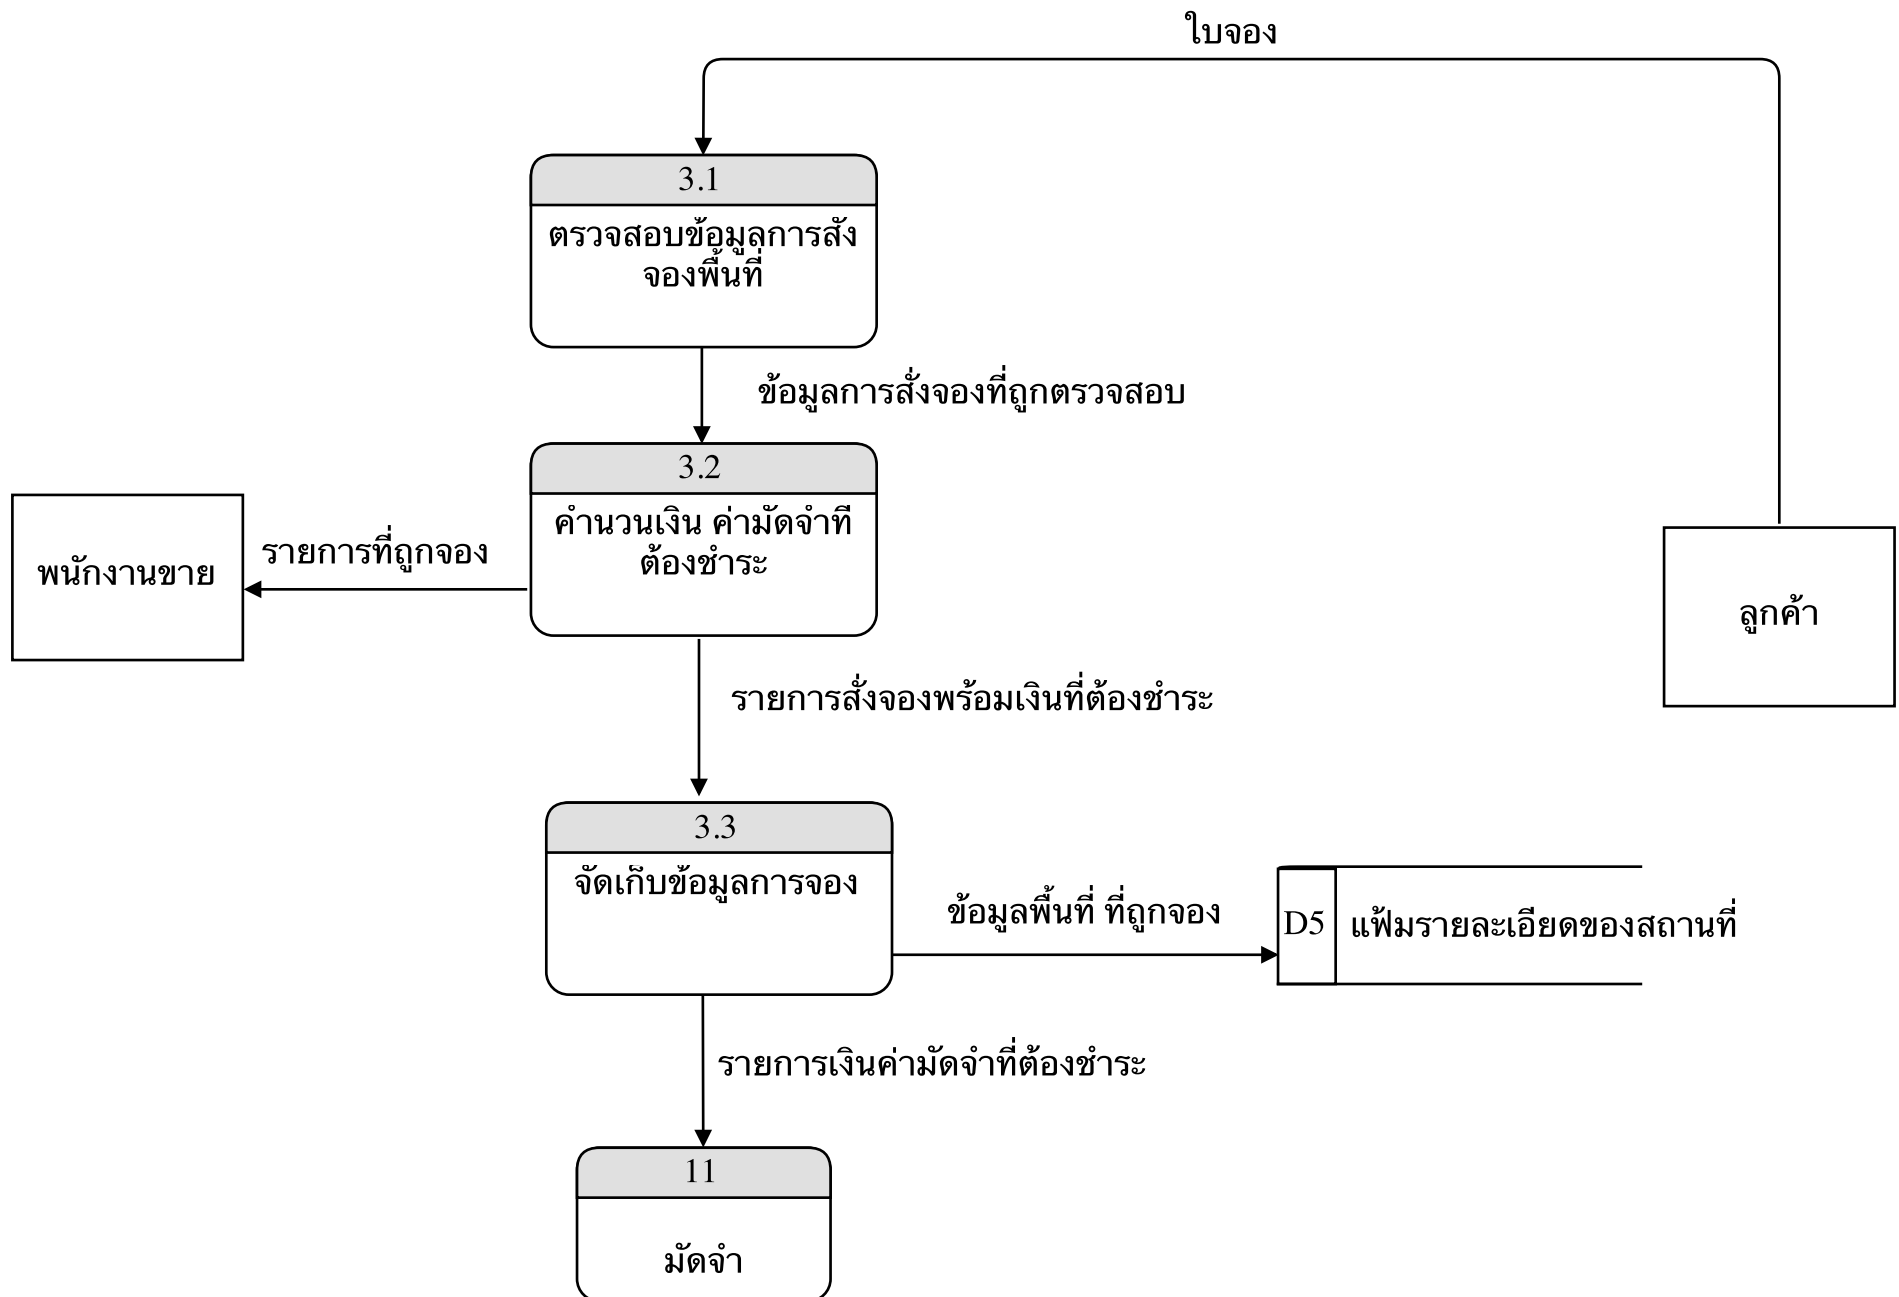 ใบจอง
3.1
ตรวจสอบข้อมูลการสั่ง
จองพื้นที่
ข้อมูลการสั่งจองที่ถูกตรวจสอบ
3.2
คำนวนเงิน ค่ามัดจำที่
ต้องชำระ
รายการที่ถูกจอง
พนักงานขาย
ลูกค้า
รายการสั่งจองพร้อมเงินที่ต้องชำระ
3.3
จัดเก็บข้อมูลการจอง
ข้อมูลพื้นที่ ที่ถูกจอง
D5
แฟ้มรายละเอียดของสถานที่
รายการเงินค่ามัดจำที่ต้องชำระ
11
มัดจำ